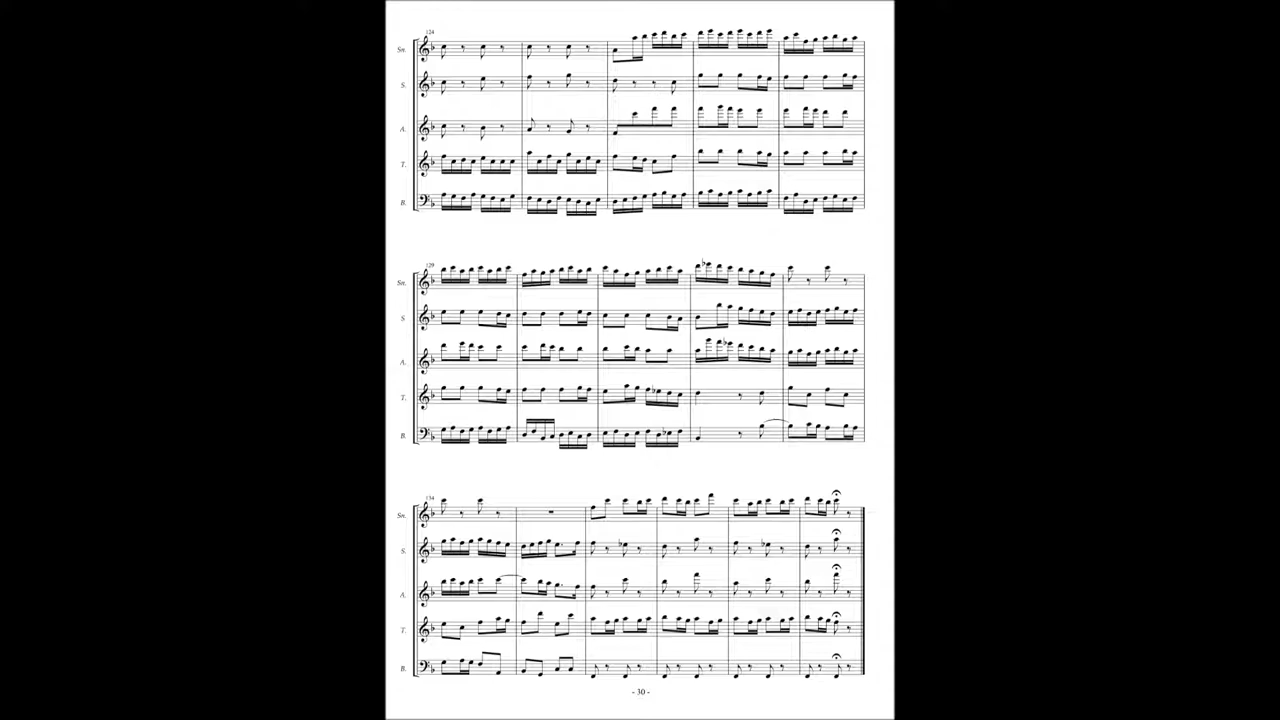 124
Sn.
S.
A.
T.
B.
129
Sn.
S
A.
T.
B.
134
Sn.
S.
A.
T.
B.
- 30 -